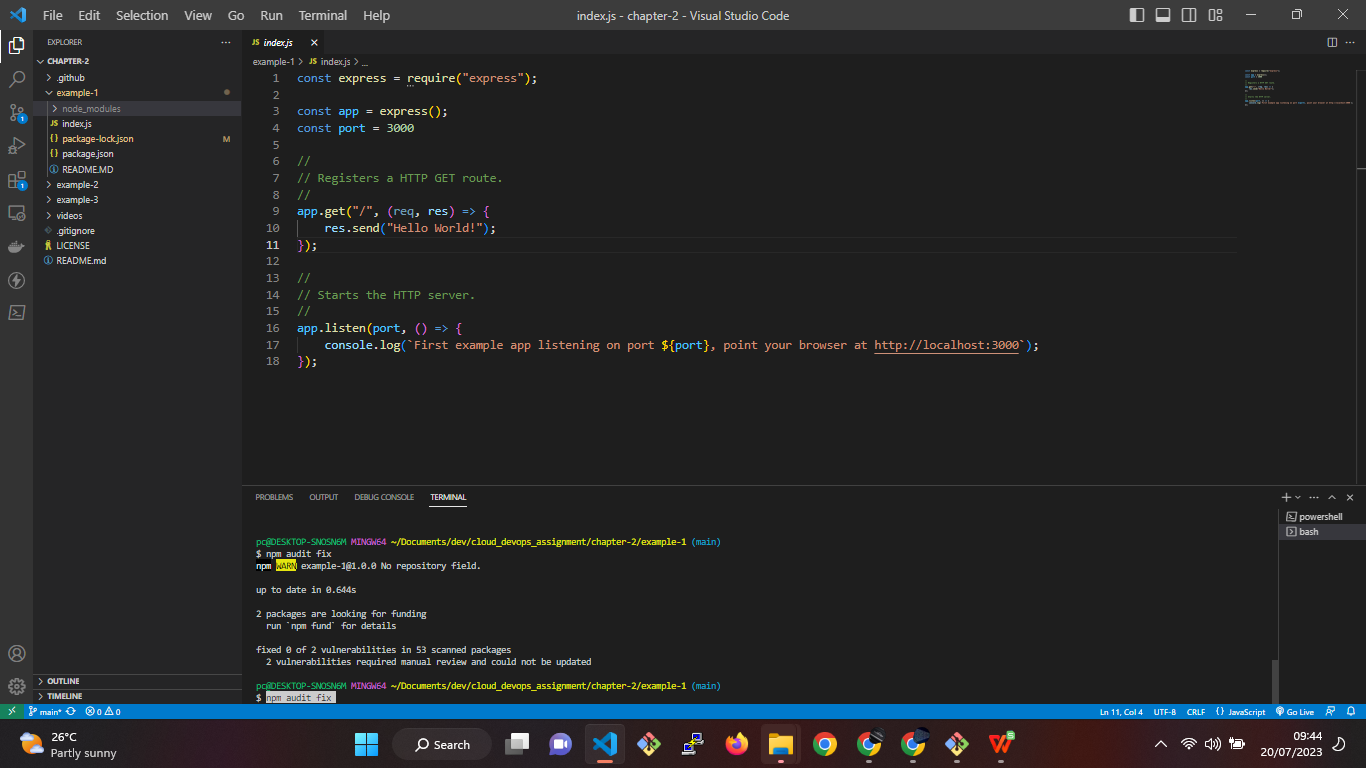 File Edit Selection View Go Run Terminal Help
index.js - chapter-2 - Visual Studio Code
EXPLORER
CHAPTER-2
.github
example-1
node_modules
JS index.js
{} package-lock.json M
{} package.json
README.MD
example-2
example-3
videos
.gitignore
LICENSE
README.md
OUTLINE
TIMELINE
1
1
JS index.js
example-1 > JS index.js > ...
1 const express = require("express");
2
3 const app = express();
4 const port = 3000
5
6 //
7 // Registers a HTTP GET route.
8 //
9 app.get("/", (req, res) => {
10 res.send("Hello World!");
11 });
12
13 //
14 // Starts the HTTP server.
15 //
16 app.listen(port, () => {
17 console.log(`First example app listening on port ${port}, point your browser at http://localhost:3000`);
18 });
PROBLEMS OUTPUT DEBUG CONSOLE TERMINAL
powershell
bash
pc@DESKTOP-SNOSN6M MINGW64 ~/Documents/dev/cloud_devops_assignment/chapter-2/example-1 (main)
$ npm audit fix
npm WARN example-1@1.0.0 No repository field.
up to date in 0.644s
2 packages are looking for funding
run `npm fund` for details
fixed 0 of 2 vulnerabilities in 53 scanned packages
2 vulnerabilities required manual review and could not be updated
pc@DESKTOP-SNOSN6M MINGW64 ~/Documents/dev/cloud_devops_assignment/chapter-2/example-1 (main)
$ npm audit fix
main* 0 0 Ln 11, Col 4 UTF-8 CRLF {} JavaScript Go Live
26°C
Partly sunny
Search
09:44
20/07/2023